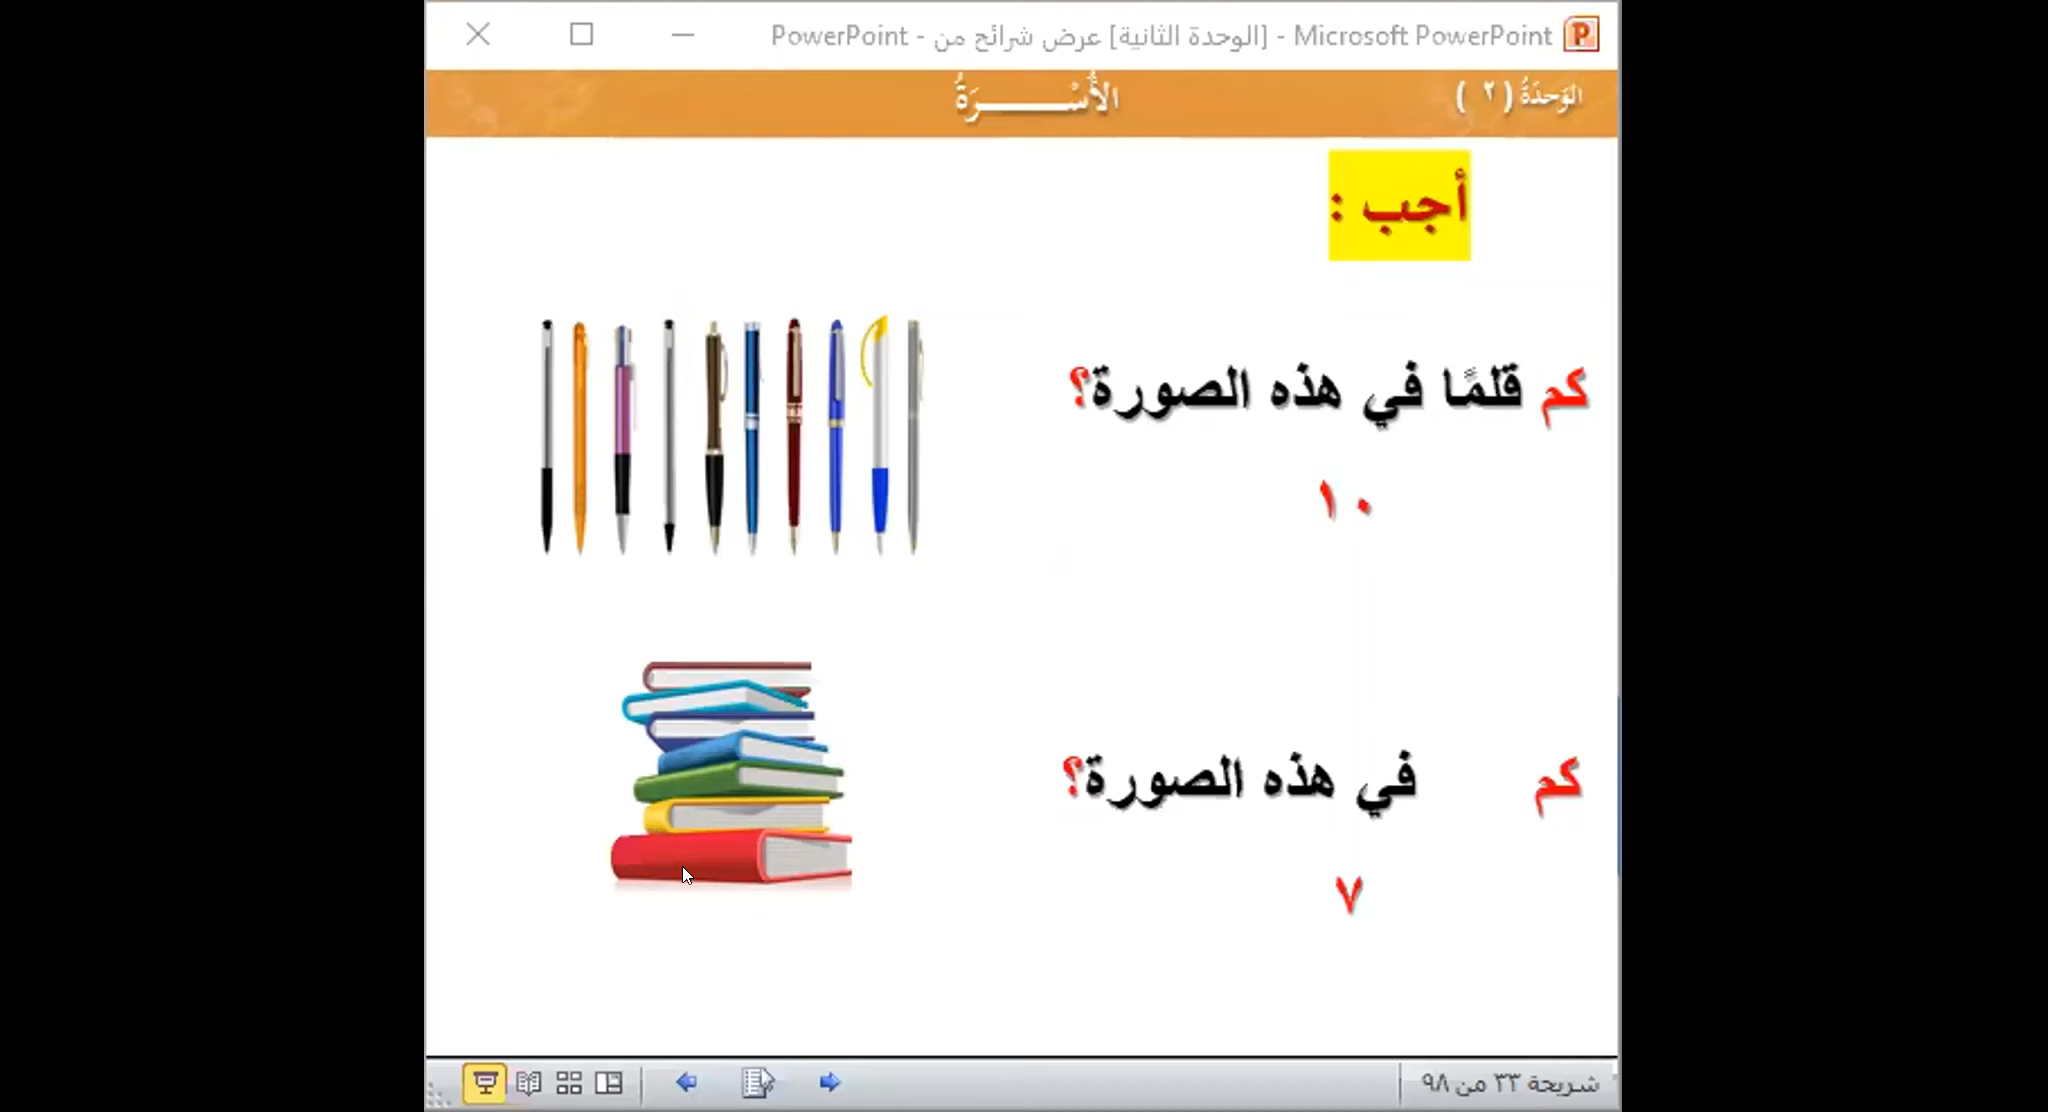 PowerPoint - [الوحدة الثانية] عرض شرائح من - Microsoft PowerPoint
الوَحدَةُ ( ٢ )
الأُسْــــــــرَةُ
أجب :
كم قلمًا في هذه الصورة؟
١٠
كم في هذه الصورة؟
٧
شريحة ٣٣ من ٩٨